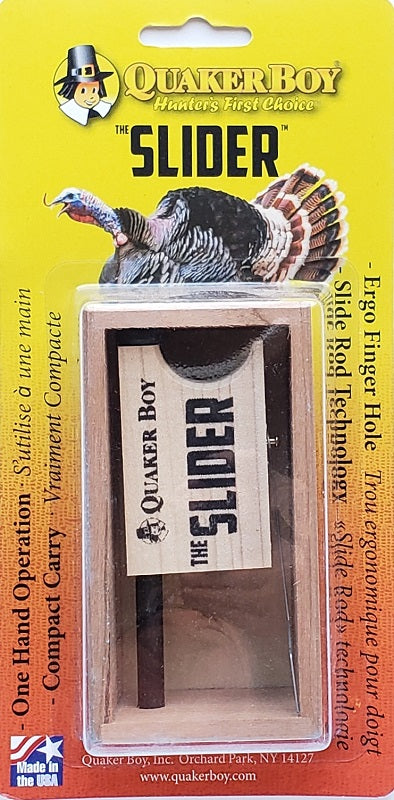 QUAKER BOY®
Hunter's First Choice™
THE SLIDER™
- One Hand Operation - S'utilise à une main
- Compact Carry - Vraiment Compacte
- Ergo Finger Hole - Trou ergonomique pour doigt
- Slide Rod Technology - «Slide Rod» technologie
QUAKER BOY
THE SLIDER
Made in
the USA
Quaker Boy, Inc. Orchard Park, NY 14127
www.quakerboy.com